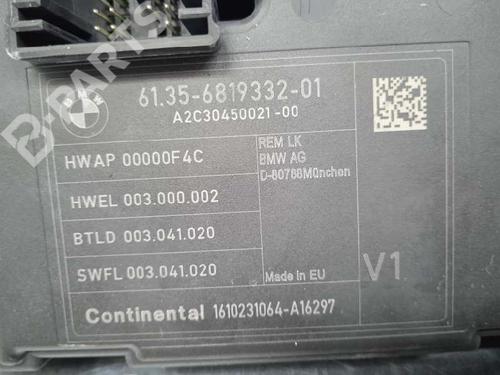 B-PARTS
BMW
61.35-6819332-01
A2C30450021-00
HWAP 00000F4C
REM LK
BMW AG
D-80788München
HWEL 003.000.002
BTLD 003.041.020
SWFL 003.041.020
Made in EU
V1
Continental 1610231064-A16297